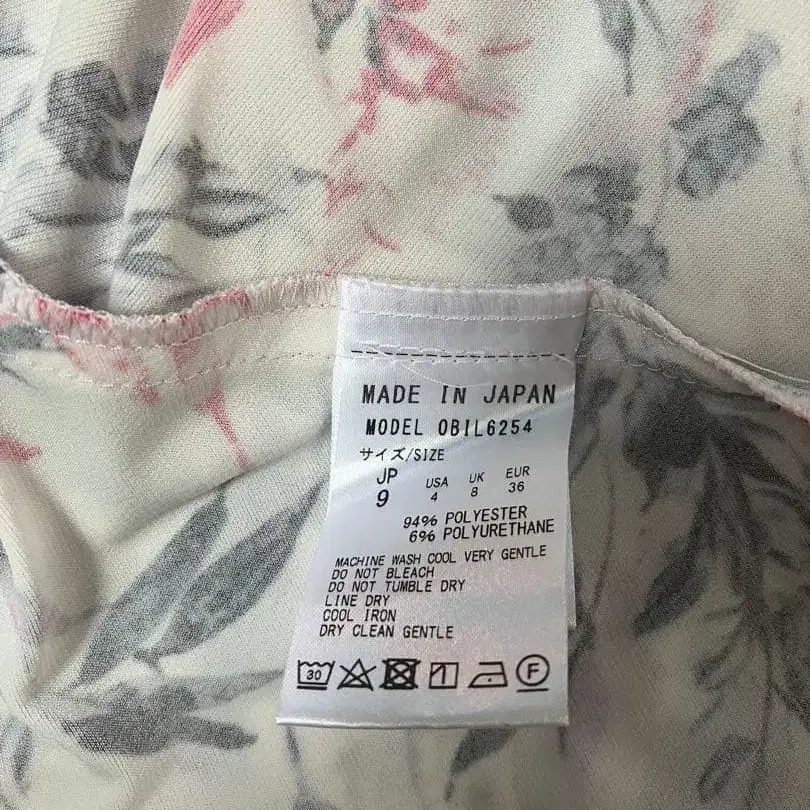 MADE IN JAPAN
MODEL OBIL6254
サイズ/SIZE
JP USA UK EUR
9 4 8 36
94% POLYESTER
6% POLYURETHANE
MACHINE WASH COOL VERY GENTLE
DO NOT BLEACH
DO NOT TUMBLE DRY
LINE DRY
COOL IRON
DRY CLEAN GENTLE
30 F